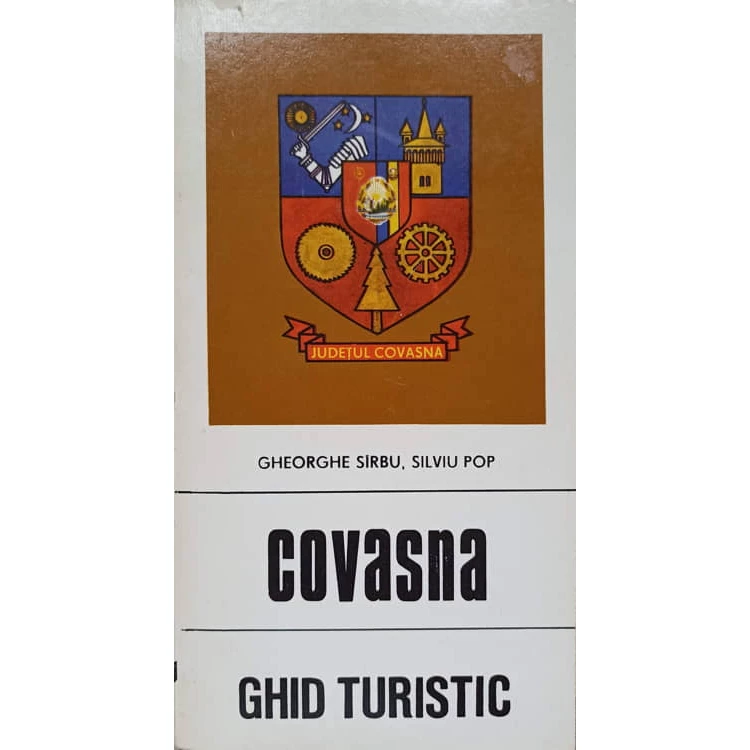 JUDEȚUL COVASNA
GHEORGHE SÎRBU, SILVIU POP
covasna
GHID TURISTIC